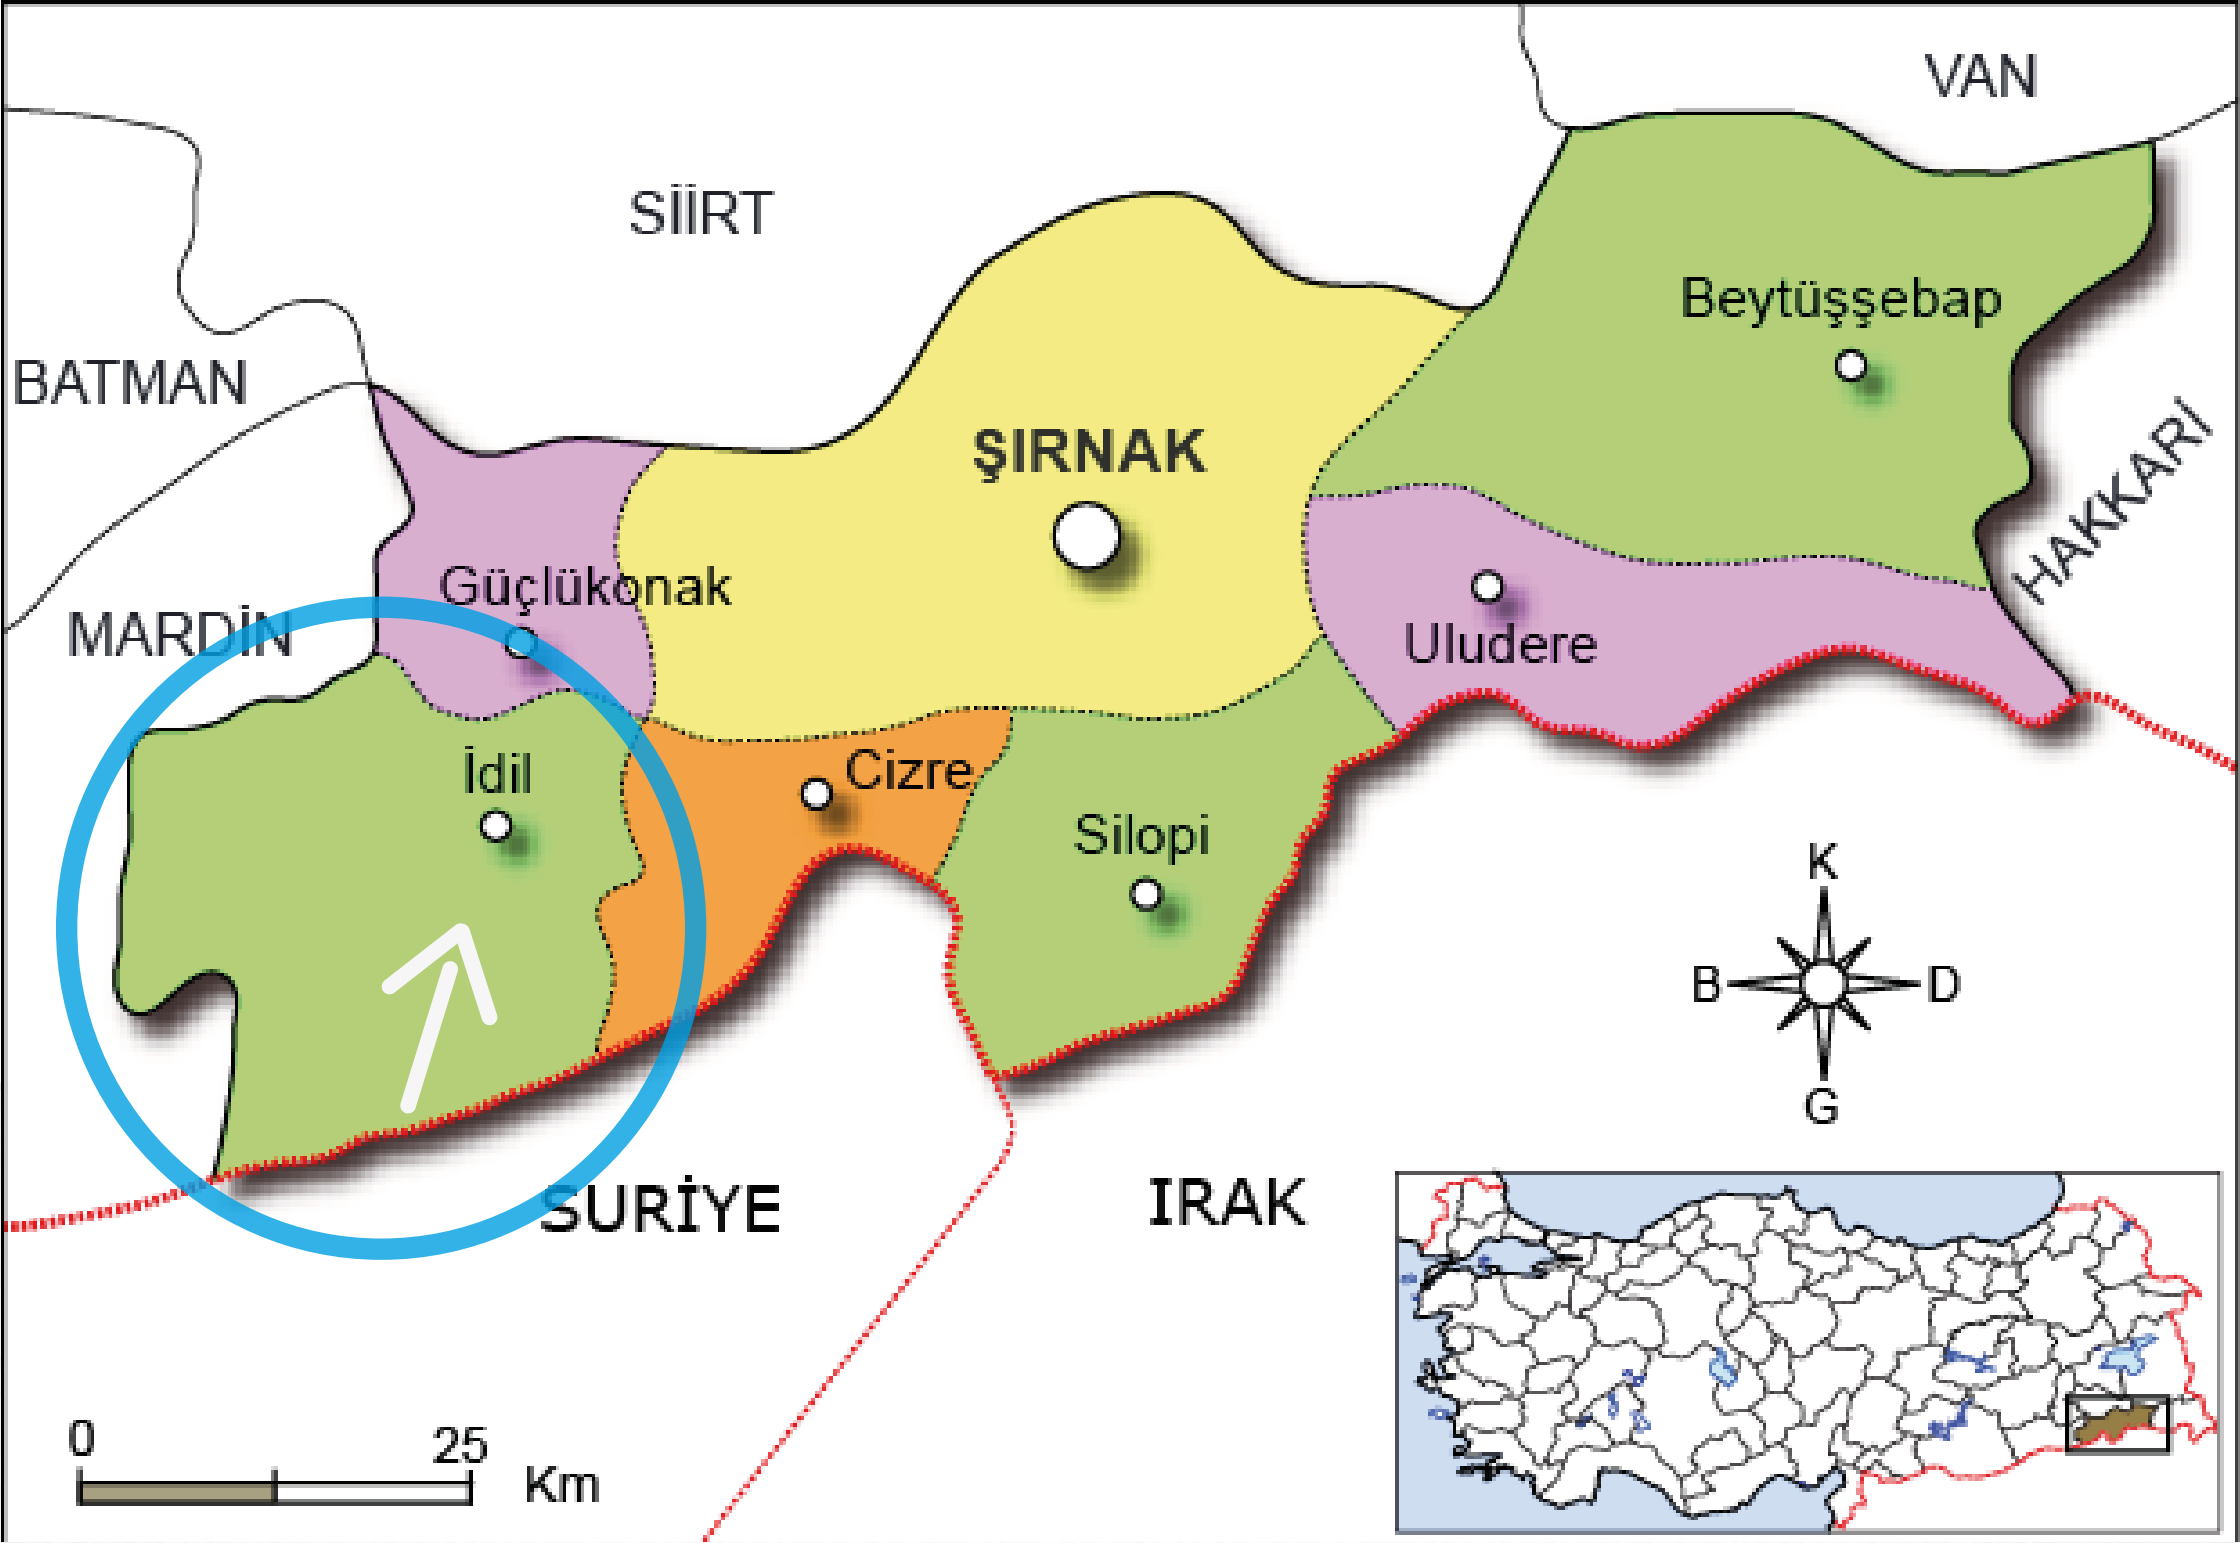 VAN
SİİRT
Beytüşşebap
BATMAN
ŞIRNAK
HAKKARİ
Güçlükonak
MARDİN
Uludere
İdil
Cizre
Silopi
K
B
D
G
SURİYE
IRAK
0
25
Km